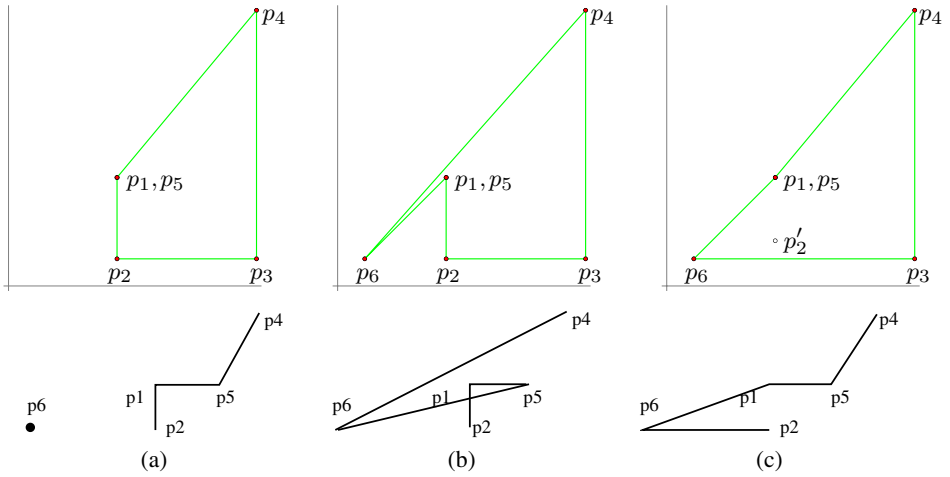 p₄ p₄ p₄
p₁, p₅ p₁, p₅ p₁, p₅
p₂′
p₂ p₃ p₆ p₂ p₃ p₆ p₃
p4 p4 p4
p6 p1 p5 p6 p1 p5 p6 p1 p5
p2 p2 p2
(a) (b) (c)